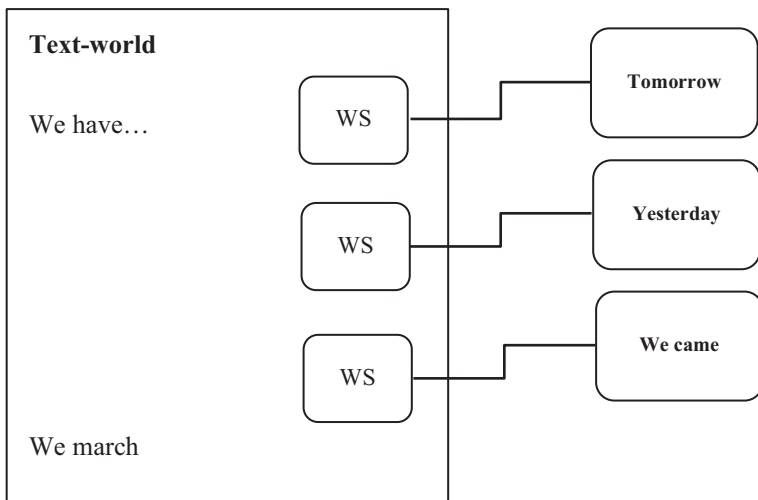 Text-world
Tomorrow
WS
We have…
Yesterday
WS
We came
WS
We march